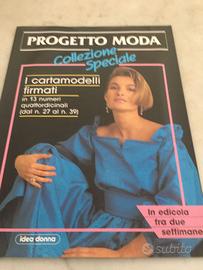 PROGETTO MODA
Collezione
Speciale
i cartamodelli
firmati
in 13 numeri
quattordicinali
(dal n. 27 al n. 39)
In edicola
fra due
settimane
idea donna
subito